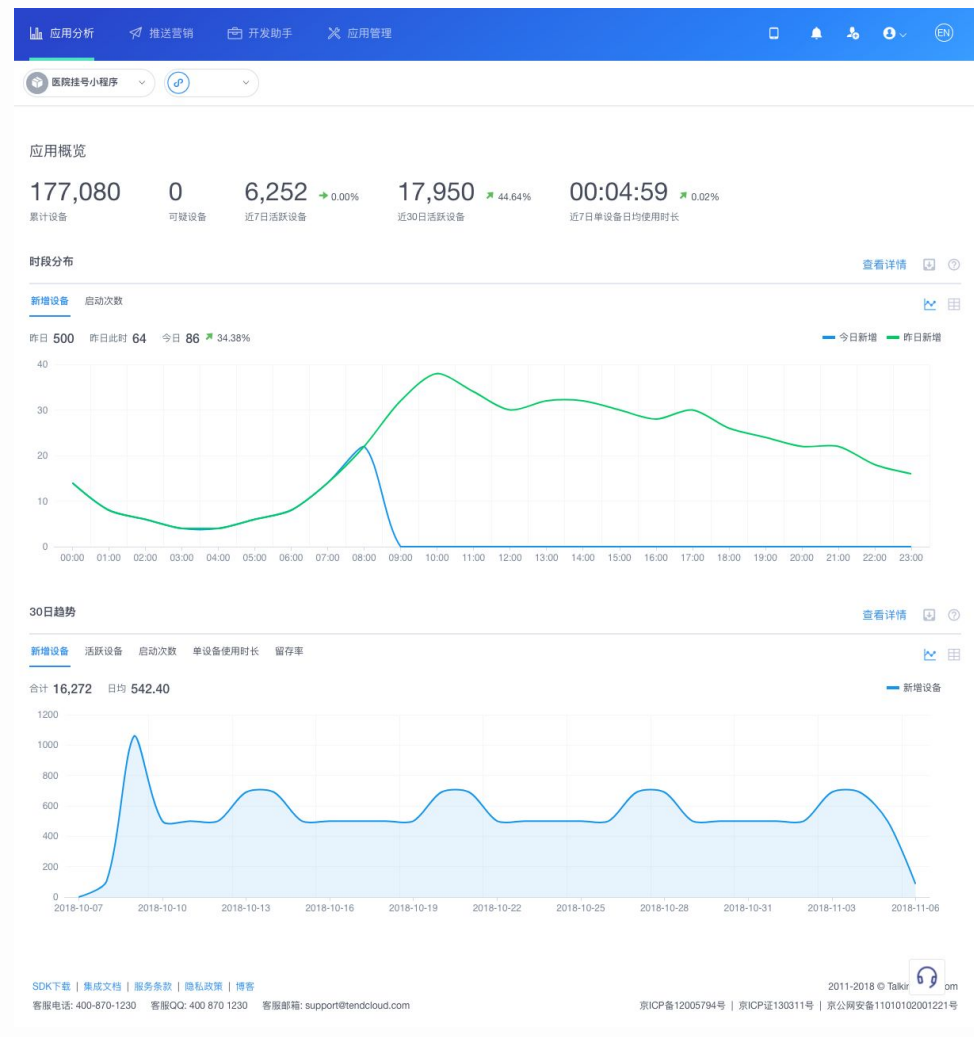 应用分析 推送营销 开发助手 应用管理 EN
医院挂号小程序
应用概览
177,080 0 6,252 0.00% 17,950 44.64% 00:04:59 0.02%
累计设备 可疑设备 近7日活跃设备 近30日活跃设备 近7日单设备日均使用时长
时段分布 查看详情
新增设备 启动次数
昨日 500 昨日此时 64 今日 86 34.38% 今日新增 昨日新增
40
30
20
10
0
00:00 01:00 02:00 03:00 04:00 05:00 06:00 07:00 08:00 09:00 10:00 11:00 12:00 13:00 14:00 15:00 16:00 17:00 18:00 19:00 20:00 21:00 22:00 23:00
30日趋势 查看详情
新增设备 活跃设备 启动次数 单设备使用时长 留存率
合计 16,272 日均 542.40 新增设备
1200
1000
800
600
400
200
0
2018-10-07 2018-10-10 2018-10-13 2018-10-16 2018-10-19 2018-10-22 2018-10-25 2018-10-28 2018-10-31 2018-11-03 2018-11-06
SDK下载 | 集成文档 | 服务条款 | 隐私政策 | 博客 2011-2018 ©
客服电话: 400-870-1230 客服QQ: 400 870 1230 客服邮箱: support@tendcloud.com 京ICP备12005794号 | 京ICP证130311号 | 京公网安备11010102001221号